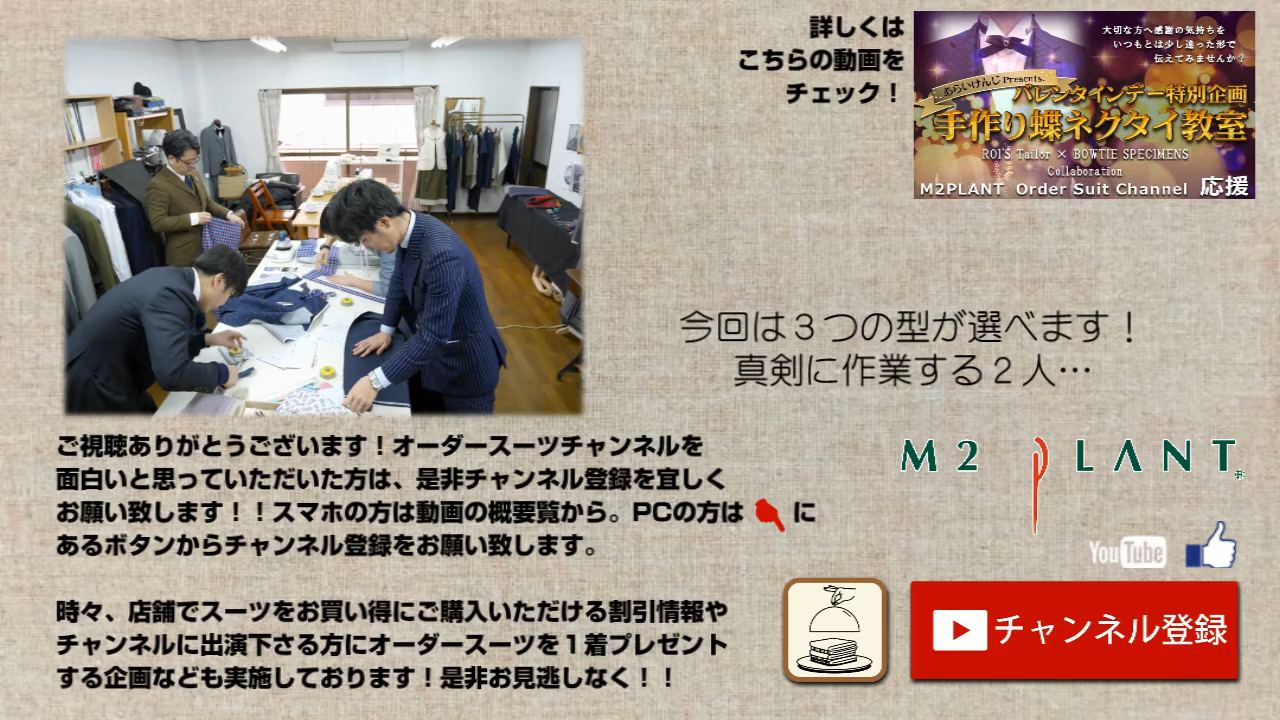 詳しくは
こちらの動画を
チェック！
大切な方へ感謝の気持ちを
いつもとは少し違った形で
伝えてみませんか？
あらいけんじ Presents.
バレンタインデー特別企画
手作り蝶ネクタイ教室
ROI'S Tailor × BOWTIE SPECIMENS
Collaboration
M2PLANT Order Suit Channel 応援
今回は３つの型が選べます！
真剣に作業する２人…
ご視聴ありがとうございます！オーダースーツチャンネルを
面白いと思っていただいた方は、是非チャンネル登録を宜しく
お願い致します！！スマホの方は動画の概要覧から。PCの方は に
あるボタンからチャンネル登録をお願い致します。
時々、店舗でスーツをお買い得にご購入いただける割引情報や
チャンネルに出演下さる方にオーダースーツを１着プレゼント
する企画なども実施しております！是非お見逃しなく！！
M2 PLANT
YouTube
チャンネル登録